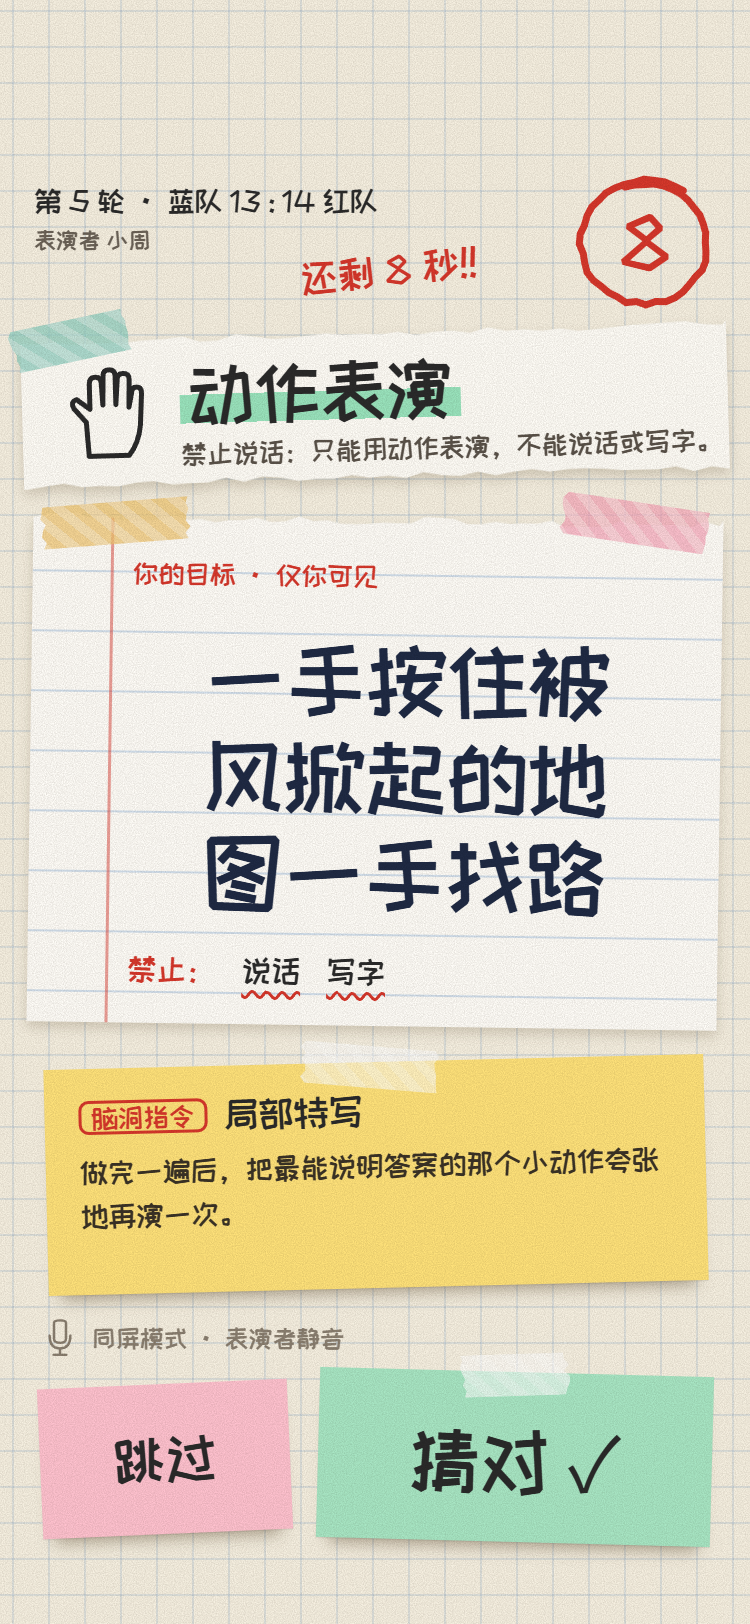 第 5 轮 · 蓝队 13:14 红队
表演者 小周
还剩 8 秒!!
8
动作表演
禁止说话：只能用动作表演，不能说话或写字。
你的目标 · 仅你可见
一手按住被
风掀起的地
图一手找路
禁止： 说话 写字
脑洞指令 局部特写
做完一遍后，把最能说明答案的那个小动作夸张
地再演一次。
同屏模式 · 表演者静音
跳过
猜对 ✓